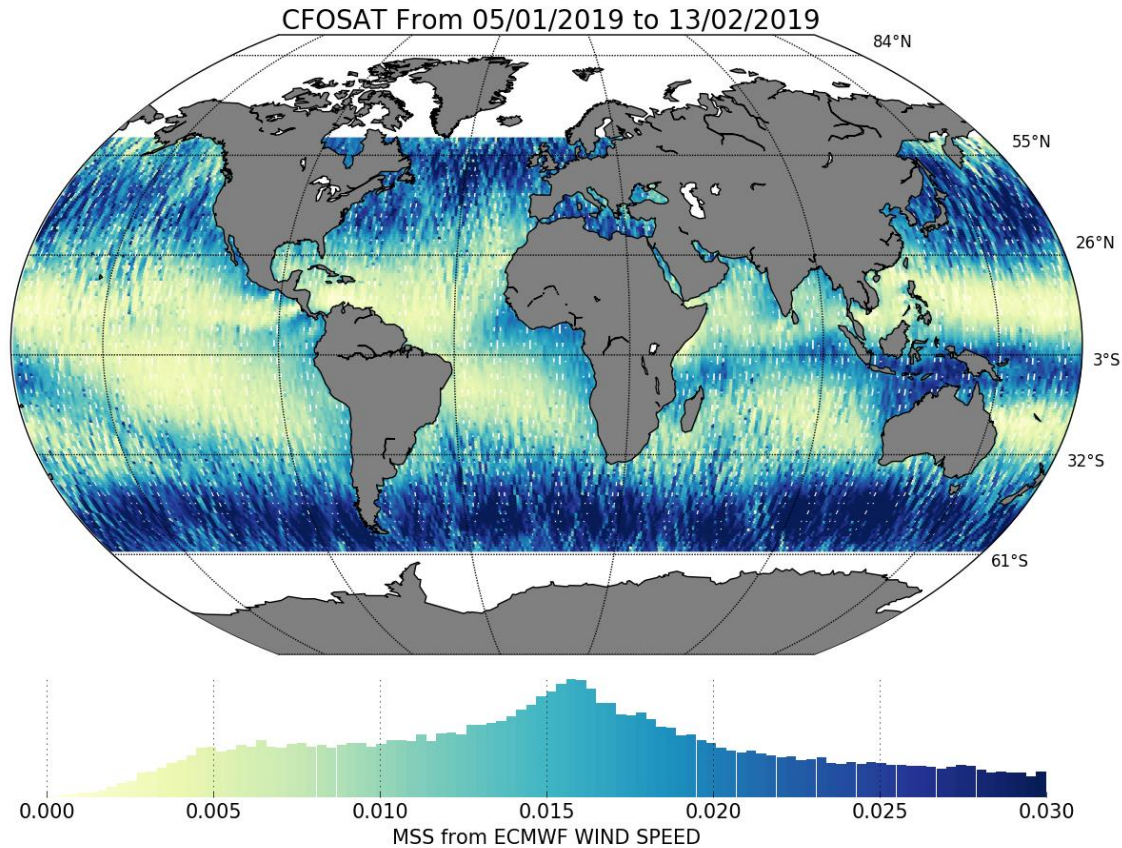 CFOSAT From 05/01/2019 to 13/02/2019
84°N
55°N
26°N
3°S
32°S
61°S
0.000 0.005 0.010 0.015 0.020 0.025 0.030
MSS from ECMWF WIND SPEED